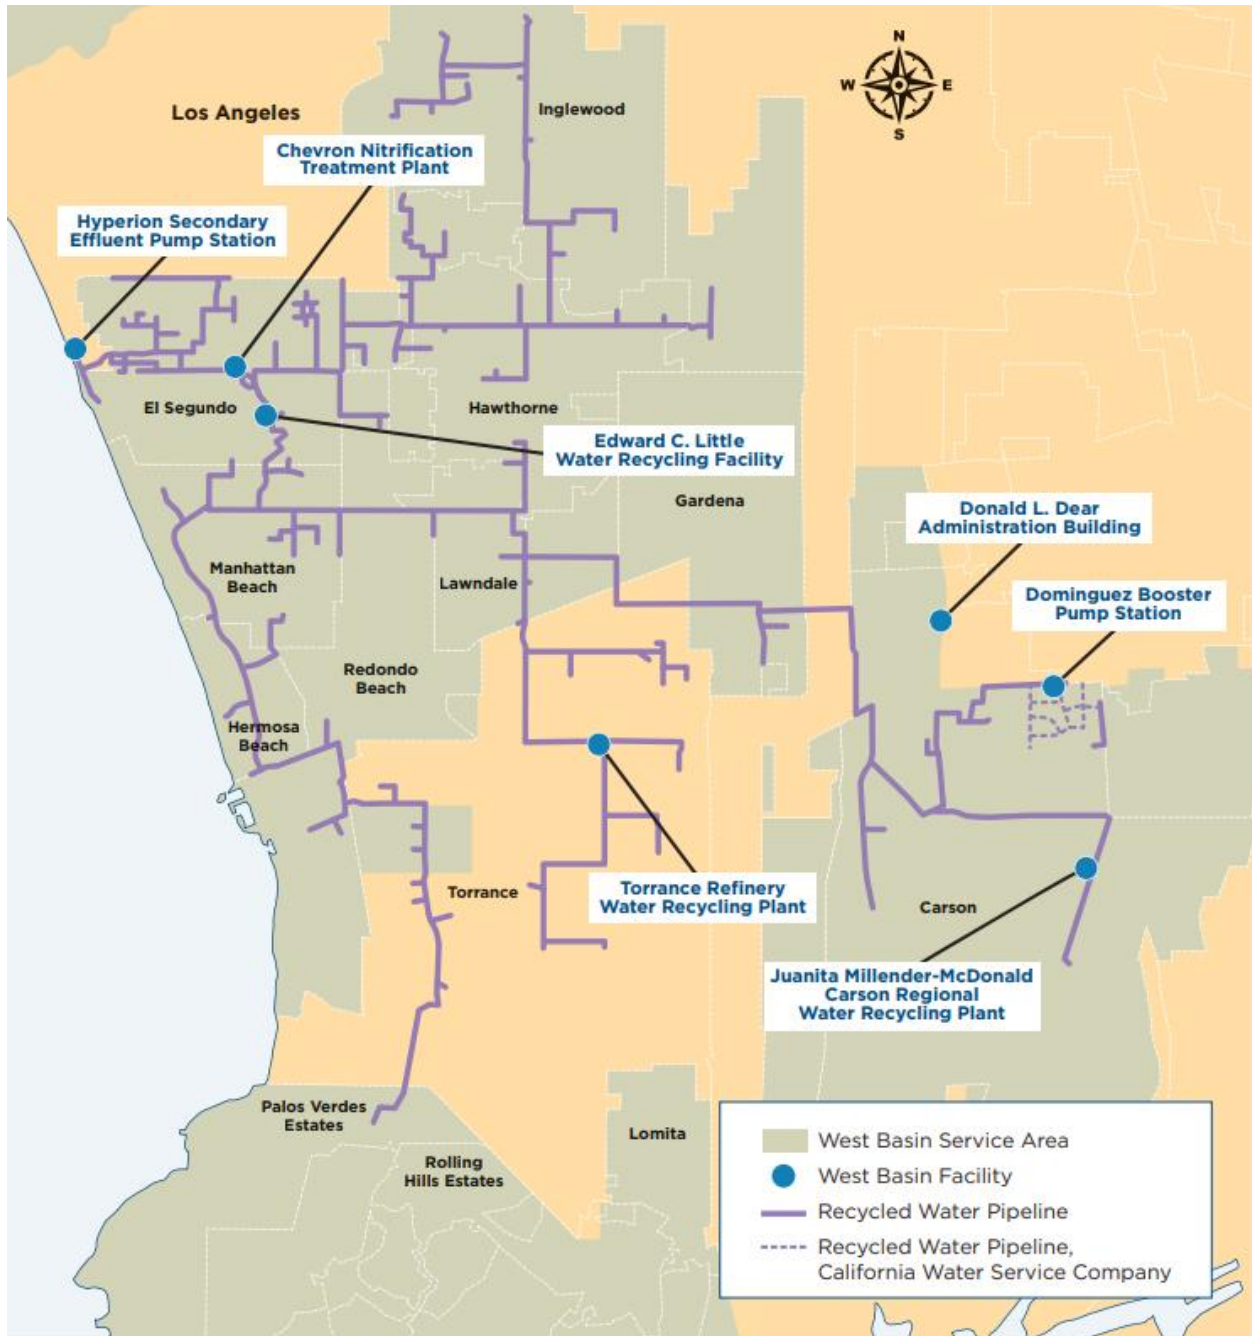 N
W
E
S
Los Angeles
Inglewood
Chevron Nitrification
Treatment Plant
Hyperion Secondary
Effluent Pump Station
El Segundo
Hawthorne
Edward C. Little
Water Recycling Facility
Gardena
Donald L. Dear
Administration Building
Manhattan
Beach
Lawndale
Dominguez Booster
Pump Station
Redondo
Beach
Hermosa
Beach
Torrance
Torrance Refinery
Water Recycling Plant
Carson
Juanita Millender-McDonald
Carson Regional
Water Recycling Plant
Palos Verdes
Estates
Lomita
Rolling
Hills Estates
West Basin Service Area
West Basin Facility
Recycled Water Pipeline
Recycled Water Pipeline,
California Water Service Company